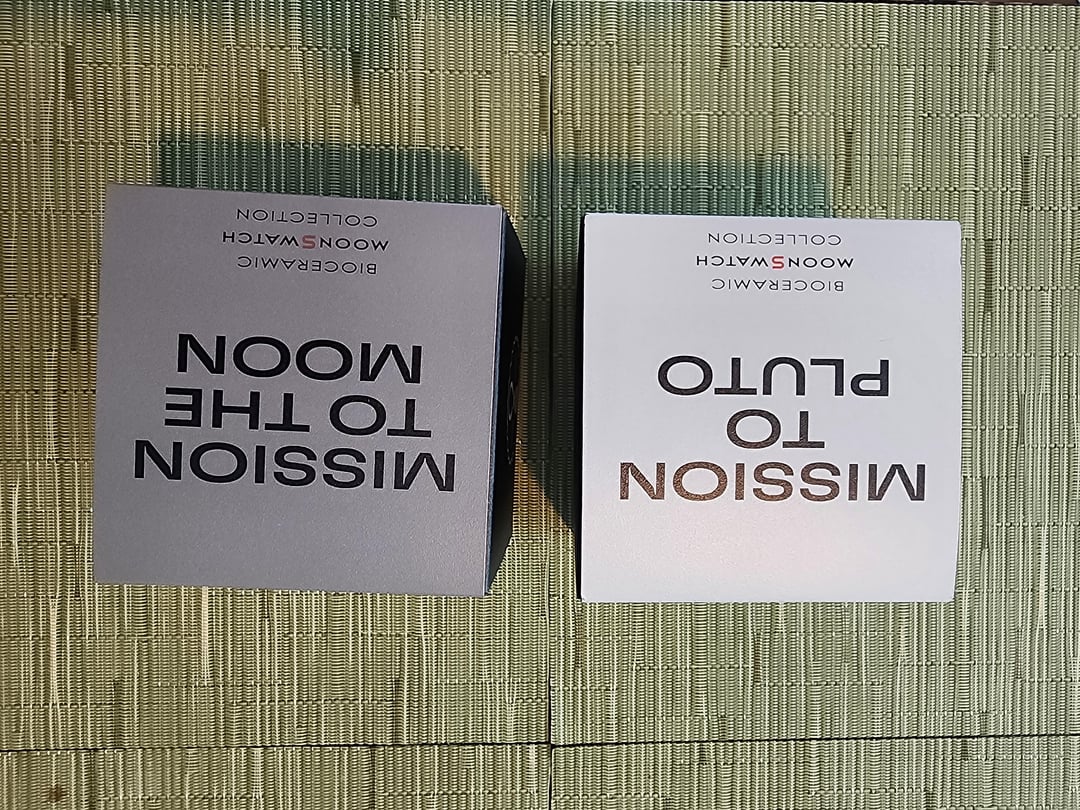 MISSION
TO THE
MOON
BIOCERAMIC
MOONSWATCH
COLLECTION
MISSION
TO
PLUTO
BIOCERAMIC
MOONSWATCH
COLLECTION